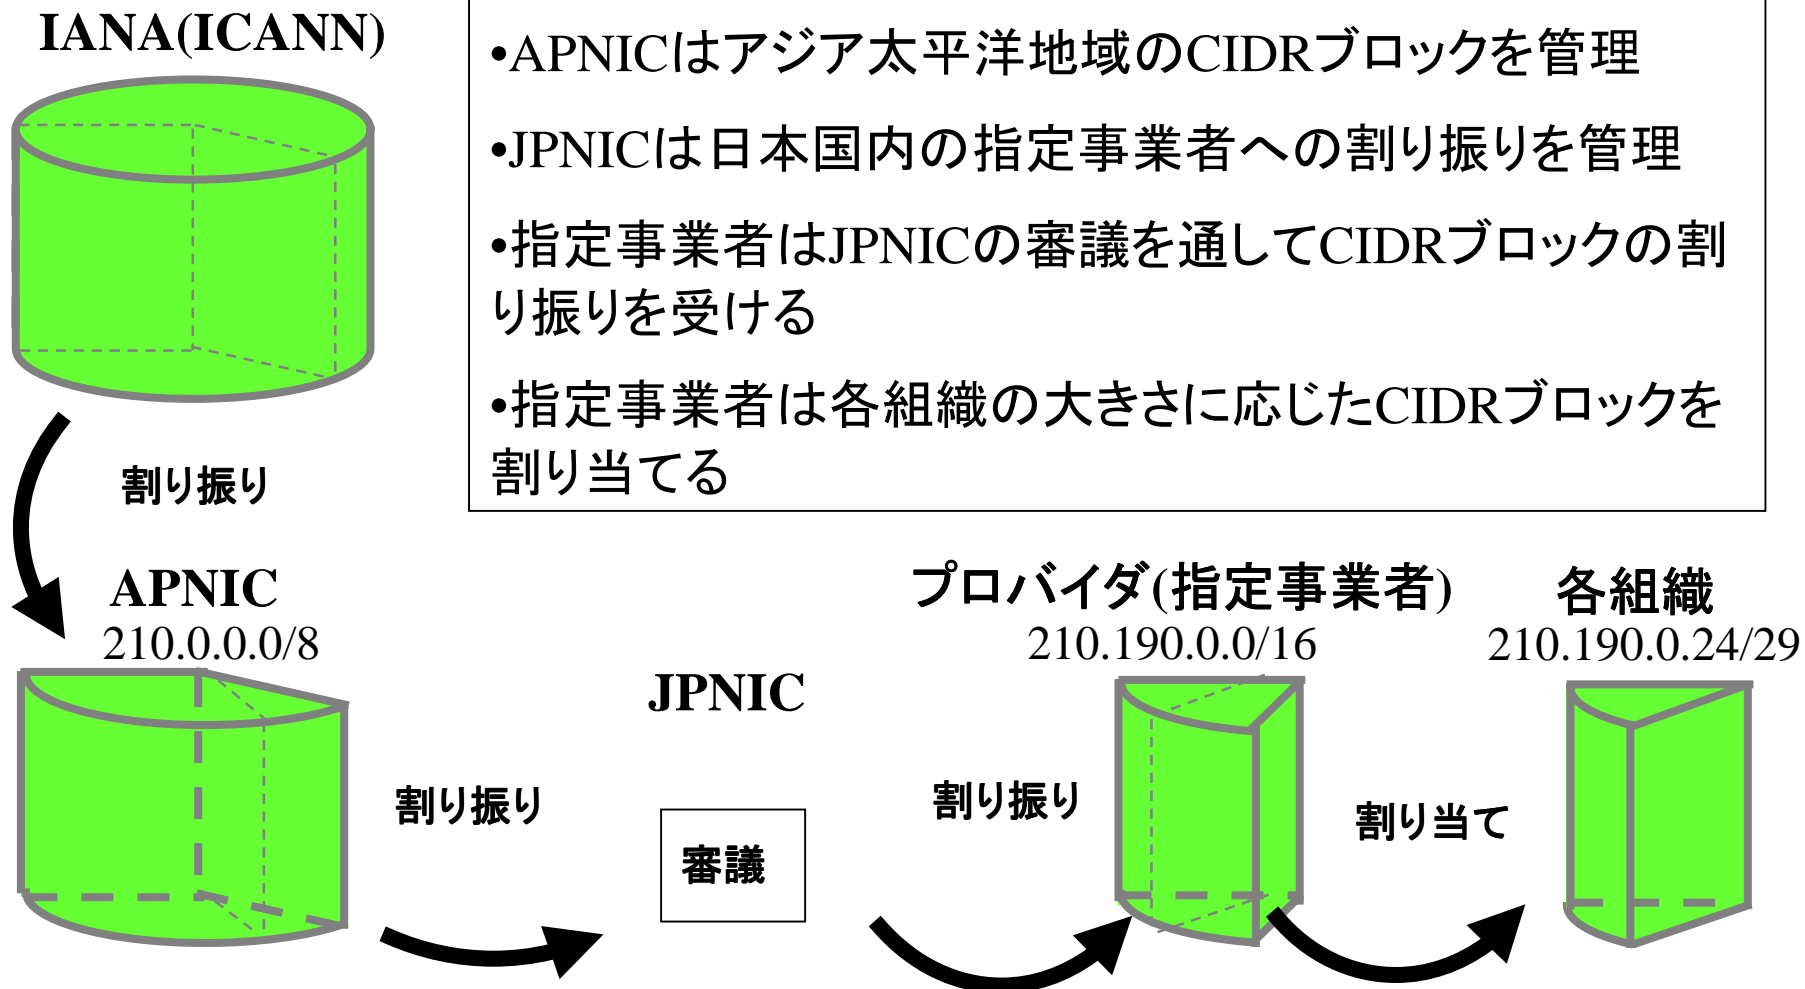 IANA(ICANN)
•APNICはアジア太平洋地域のCIDRブロックを管理
•JPNICは日本国内の指定事業者への割り振りを管理
•指定事業者はJPNICの審議を通してCIDRブロックの割
り振りを受ける
•指定事業者は各組織の大きさに応じたCIDRブロックを
割り当てる
割り振り
APNIC
210.0.0.0/8
割り振り
JPNIC
審議
割り振り
プロバイダ(指定事業者)
210.190.0.0/16
割り当て
各組織
210.190.0.24/29